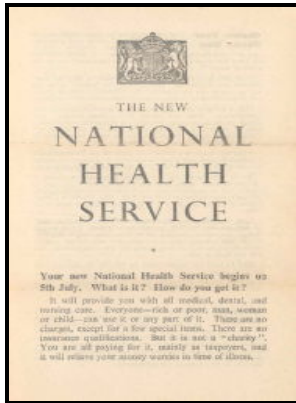 THE NEW
NATIONAL
HEALTH
SERVICE
Your new National Health Service begins on
5th July. What is it? How do you get it?
It will provide you with all medical, dental, and
nursing care. Everyone—rich or poor, man, woman
or child—can use it or any part of it. There are no
charges, except for a few special items. There are no
insurance qualifications. But it is not a "charity".
You are all paying for it, mainly as taxpayers, and
it will relieve your money worries in time of illness.